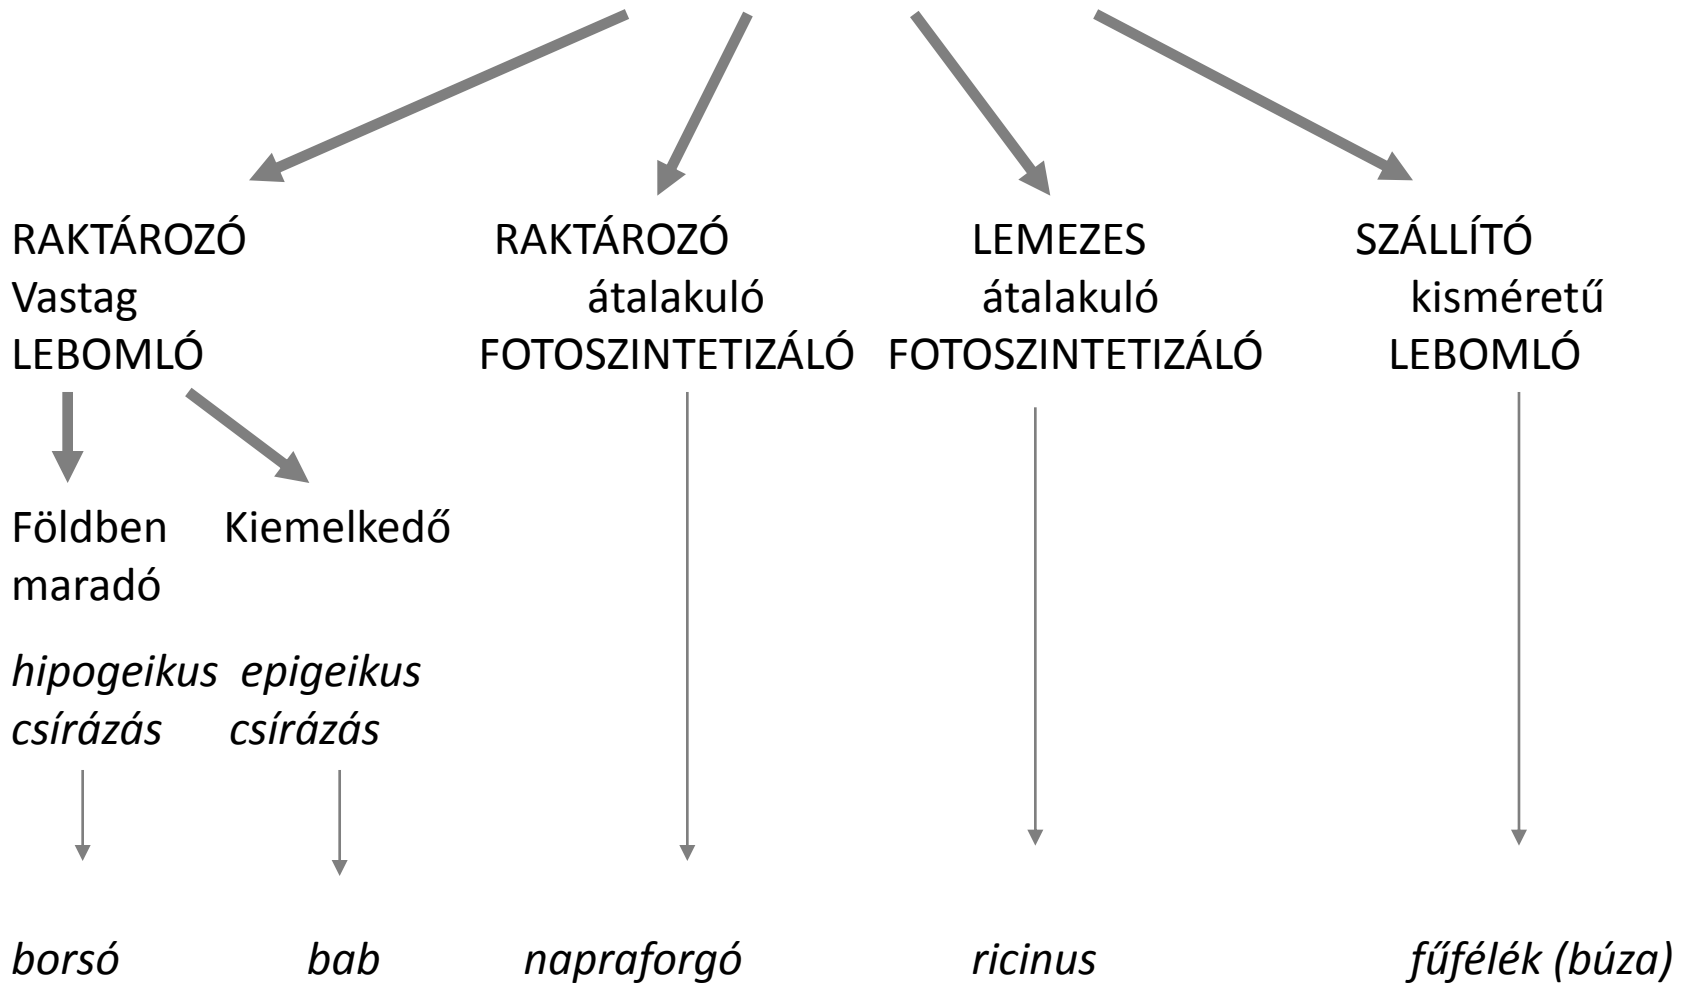 RAKTÁROZÓ
Vastag
LEBOMLÓ
RAKTÁROZÓ
átalakuló
FOTOSZINTETIZÁLÓ
LEMEZES
átalakuló
FOTOSZINTETIZÁLÓ
SZÁLLÍTÓ
kisméretű
LEBOMLÓ
Földben
maradó
Kiemelkedő
hipogeikus
csírázás
epigeikus
csírázás
borsó
bab
napraforgó
ricinus
fűfélék (búza)